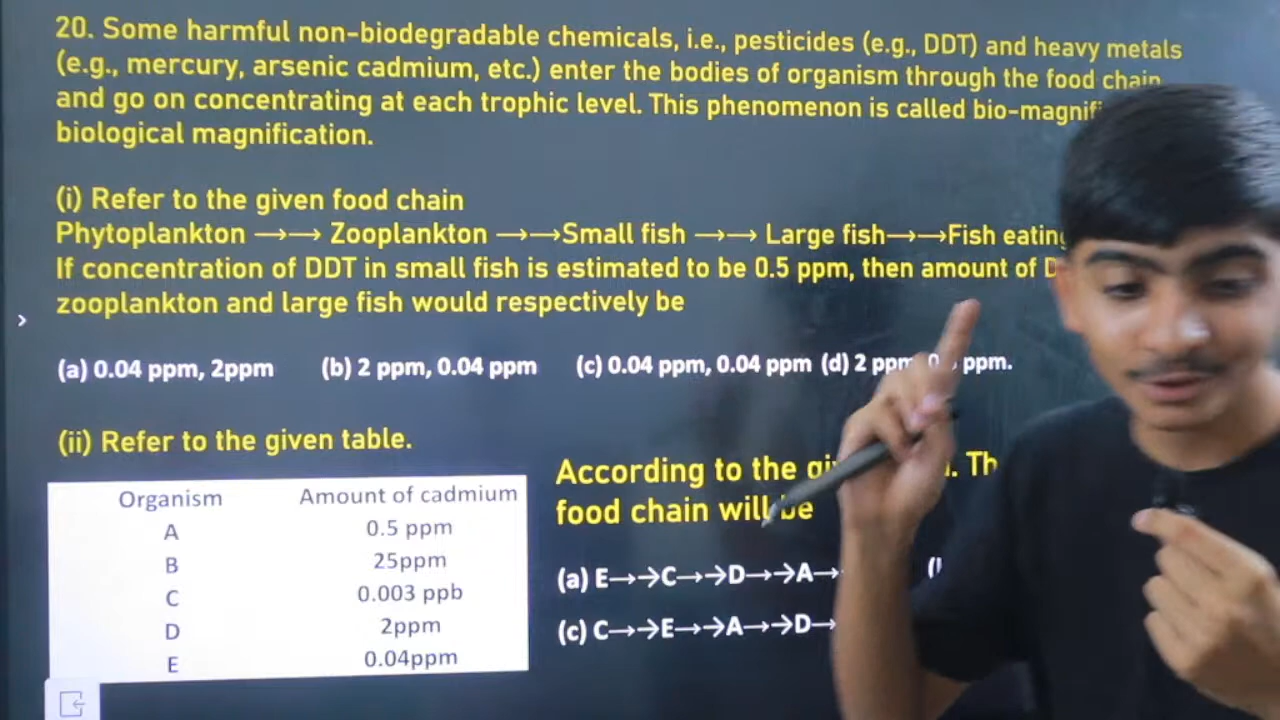 20. Some harmful non-biodegradable chemicals, i.e., pesticides (e.g., DDT) and heavy metals
(e.g., mercury, arsenic cadmium, etc.) enter the bodies of organism through the food chain
and go on concentrating at each trophic level. This phenomenon is called
biological magnification.
(i) Refer to the given food chain
Phytoplankton →→ Zooplankton →→Small fish →→ Large fish→→Fish eating
If concentration of DDT in small fish is estimated to be 0.5 ppm, then amount of
zooplankton and large fish would respectively be
(a) 0.04 ppm, 2ppm (b) 2 ppm, 0.04 ppm (c) 0.04 ppm, 0.04 ppm (d) 2 ppm ppm.
(ii) Refer to the given table.
Organism Amount of cadmium
A 0.5 ppm
B 25ppm
C 0.003 ppb
D 2ppm
E 0.04ppm
According to the
food chain will be
(a) E→→C→→D→→A→
(c) C→→E→→A→→D→